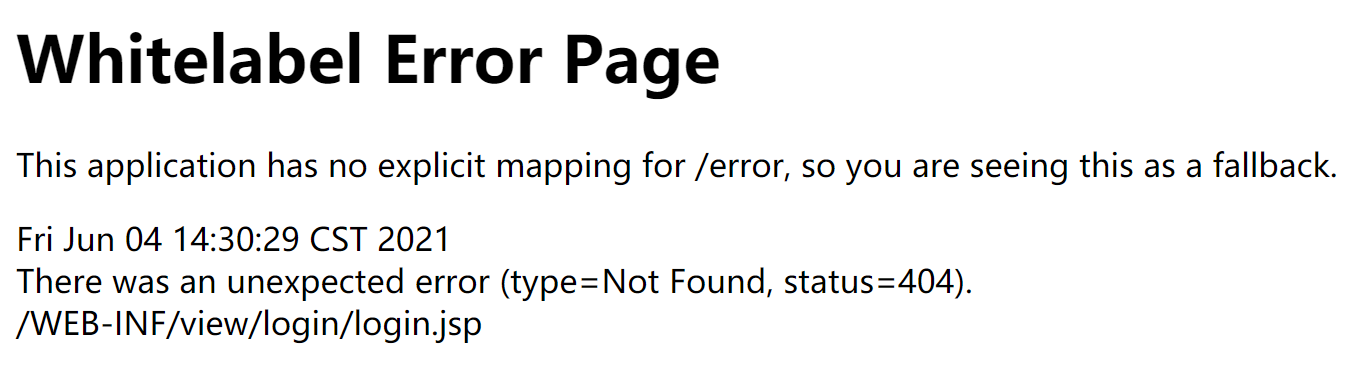 Whitelabel Error Page
This application has no explicit mapping for /error, so you are seeing this as a fallback.
Fri Jun 04 14:30:29 CST 2021
There was an unexpected error (type=Not Found, status=404).
/WEB-INF/view/login/login.jsp